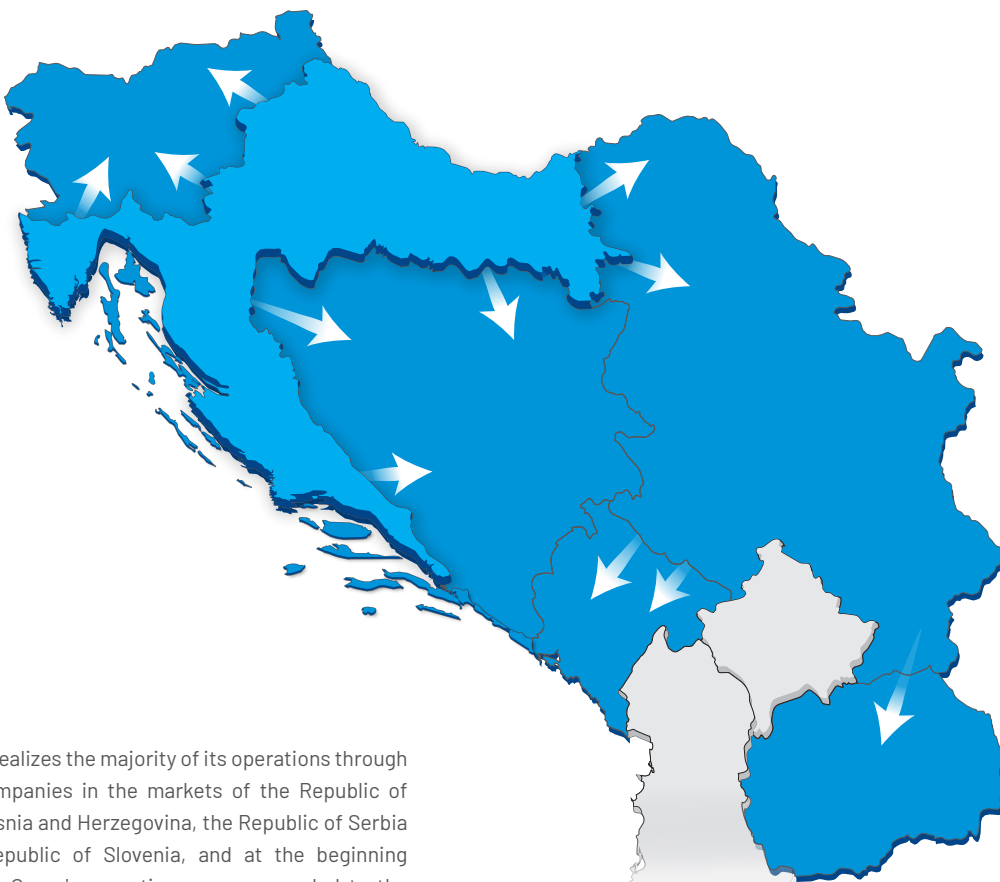 ealizes the majority of its operations through
mpanies in the markets of the Republic of
snia and Herzegovina, the Republic of Serbia
epublic of Slovenia, and at the beginning